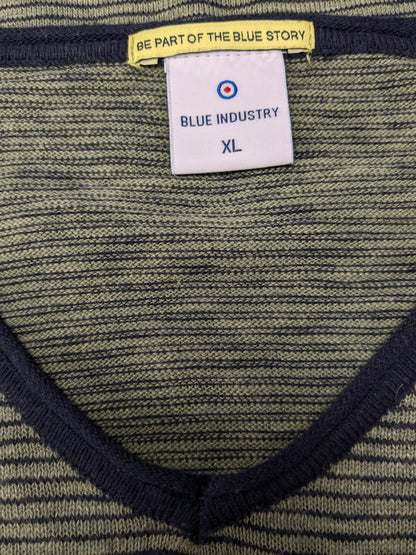 BE PART OF THE BLUE STORY
BLUE INDUSTRY
XL